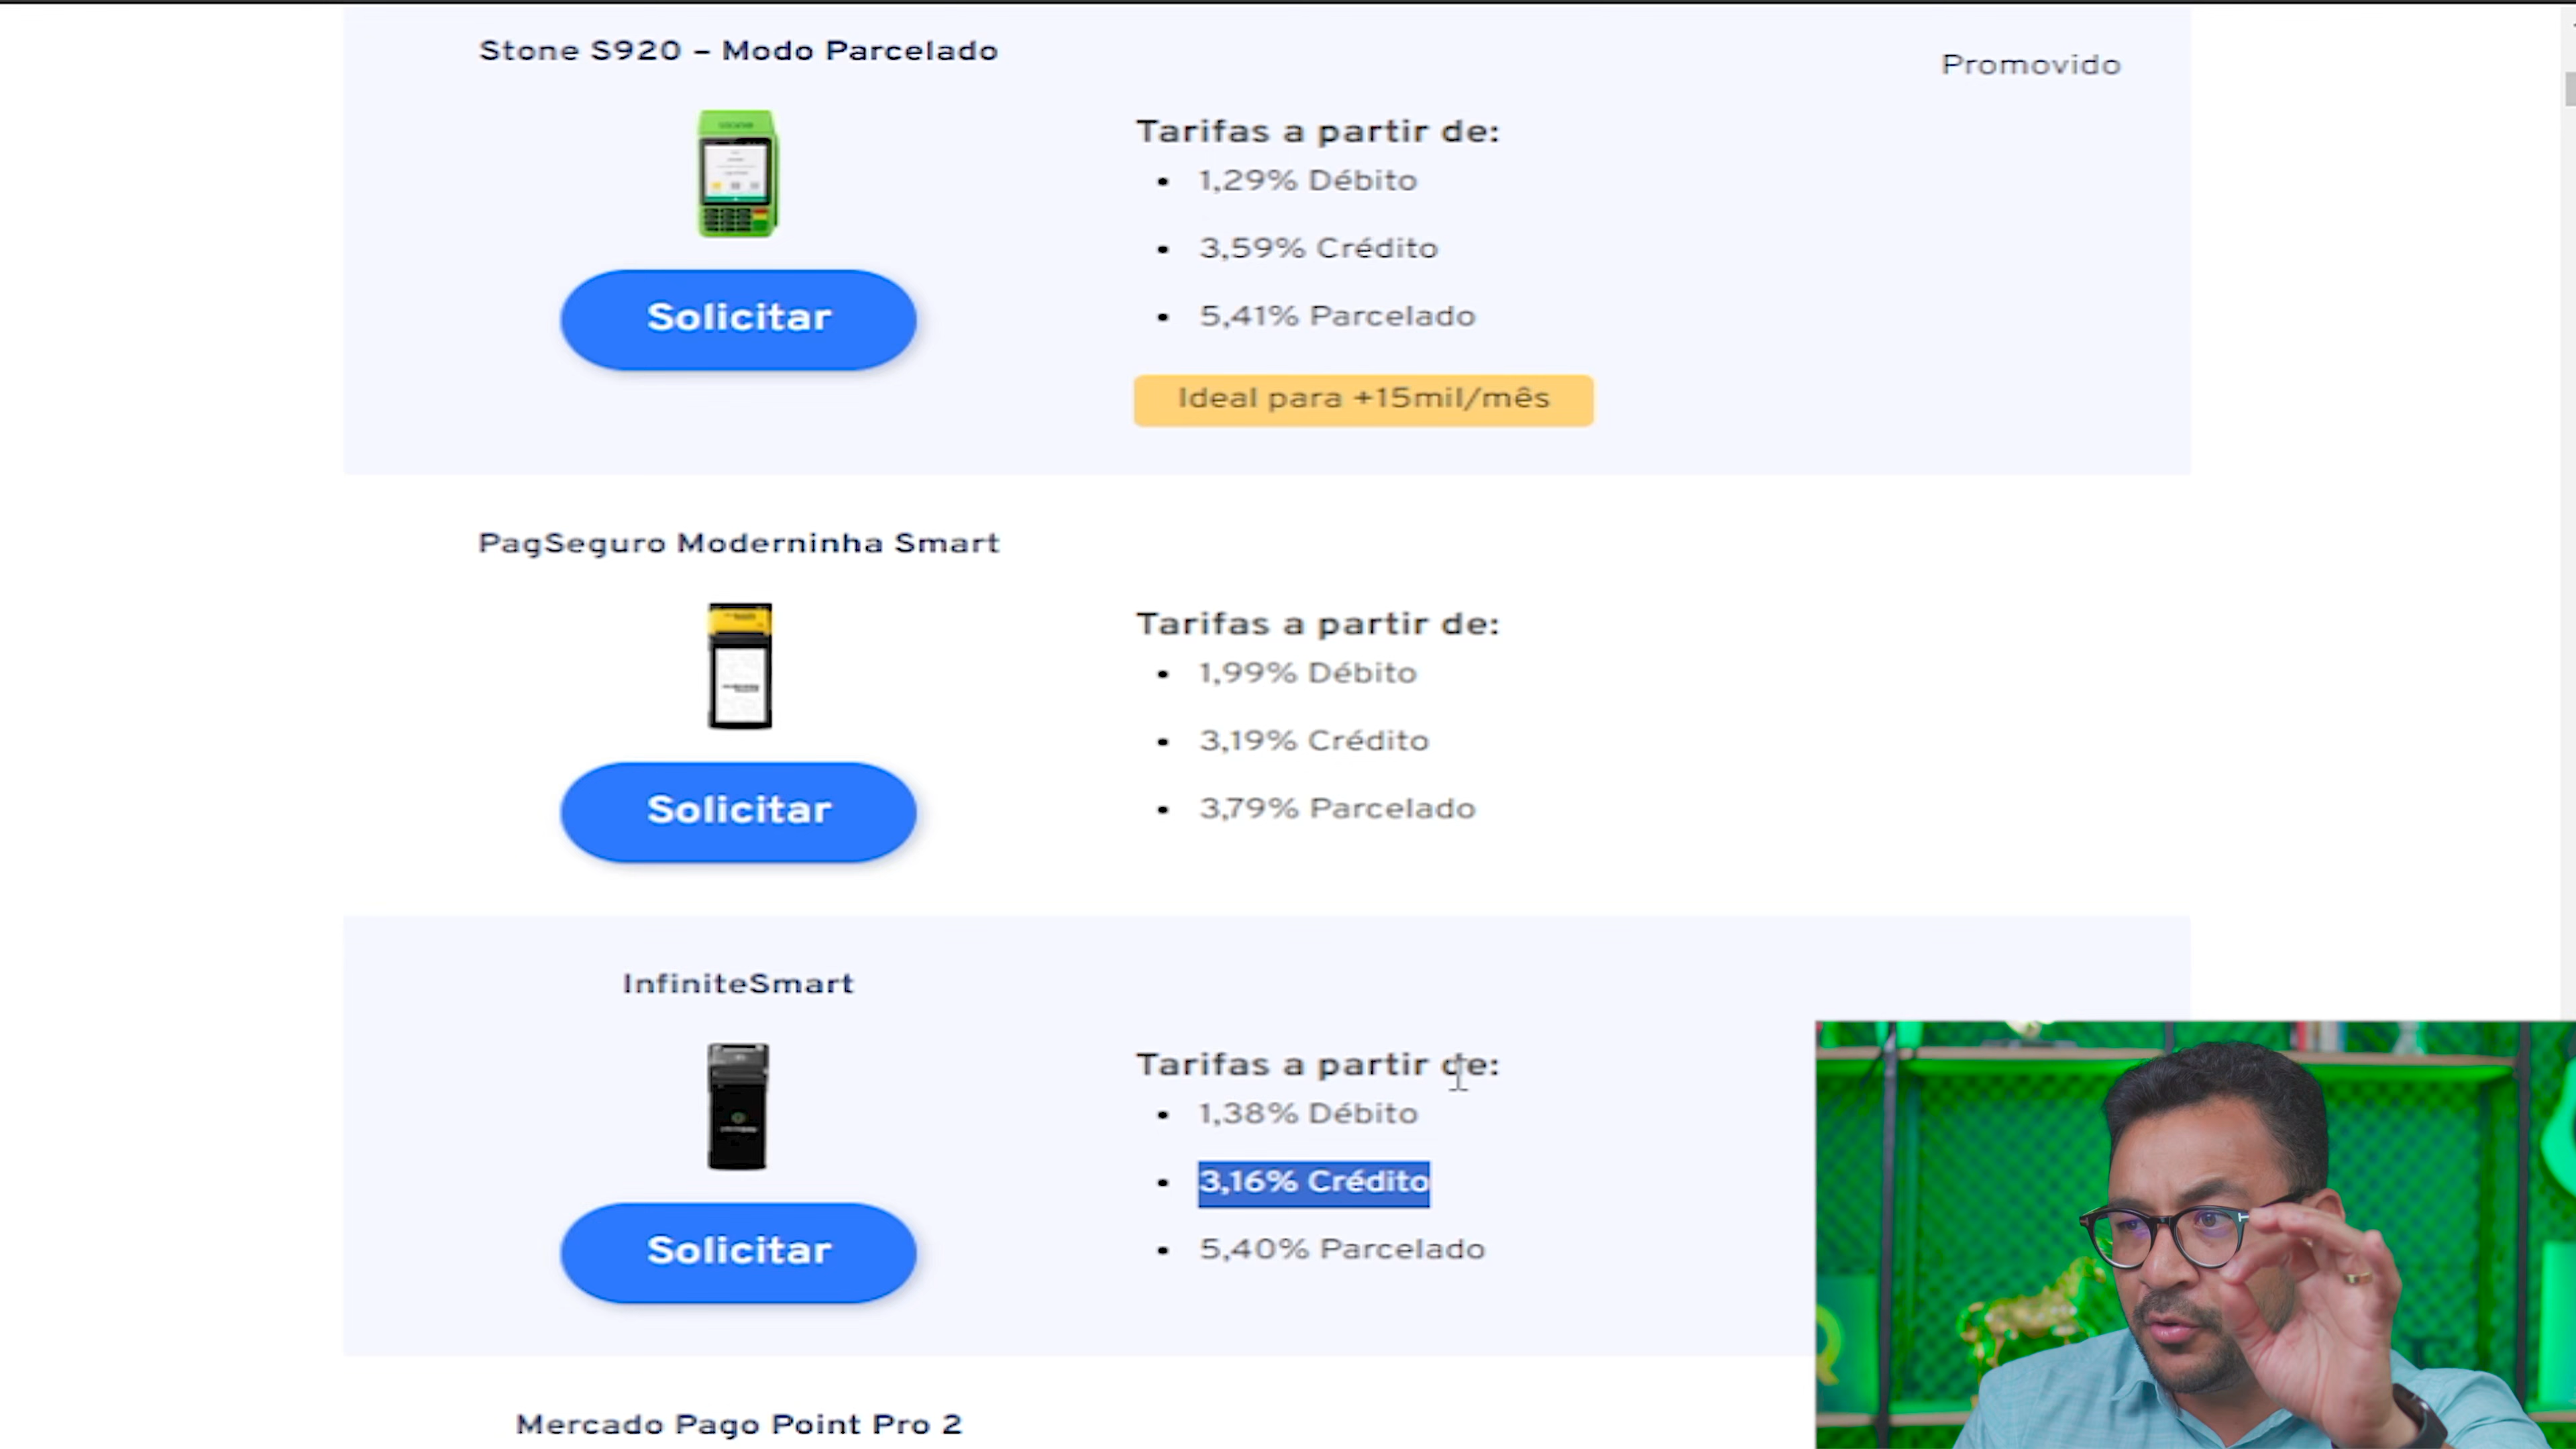 Stone S920 – Modo Parcelado
Promovido
Tarifas a partir de:
1,29% Débito
3,59% Crédito
5,41% Parcelado
Solicitar
Ideal para +15mil/mês
PagSeguro Moderninha Smart
Tarifas a partir de:
1,99% Débito
3,19% Crédito
3,79% Parcelado
Solicitar
InfiniteSmart
Tarifas a partir de:
1,38% Débito
3,16% Crédito
5,40% Parcelado
Solicitar
Mercado Pago Point Pro 2